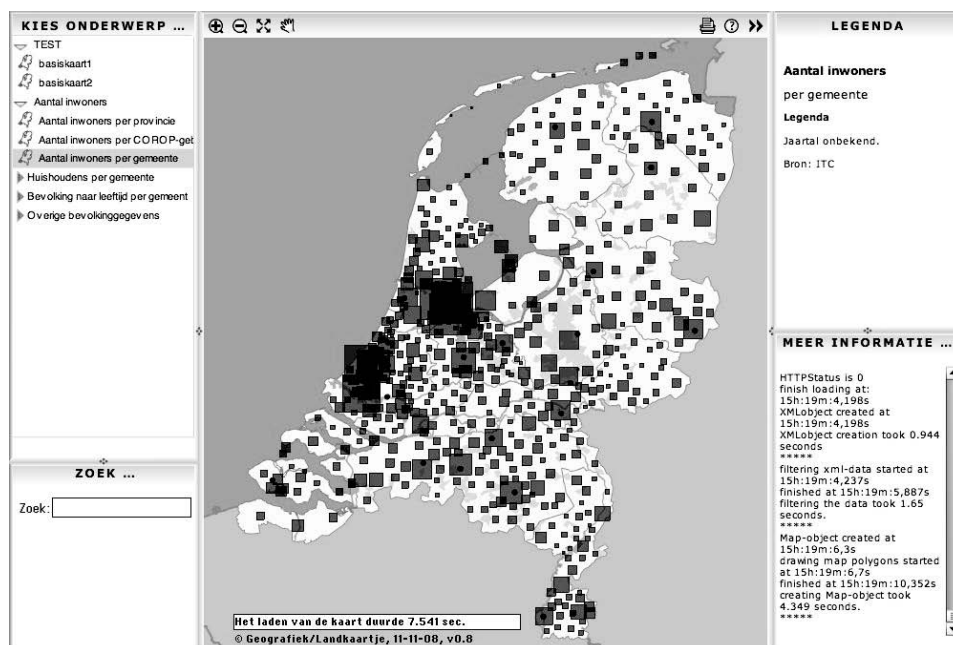 KIES ONDERWERP ...
TEST
basiskaart1
basiskaart2
Aantal inwoners
Aantal inwoners per provincie
Aantal inwoners per COROP-geb
Aantal inwoners per gemeente
Huishoudens per gemeente
Bevolking naar leeftijd per gemeent
Overige bevolkinggegevens
ZOEK ...
Zoek:
Het laden van de kaart duurde 7.541 sec.
© Geografiek/Landkaartje, 11-11-08, v0.8
LEGENDA
Aantal inwoners
per gemeente
Legenda
Jaartal onbekend.
Bron: ITC
MEER INFORMATIE ...
HTTPStatus is 0
finish loading at:
15h:19m:4,198s
XMLobject created at
15h:19m:4,198s
XMLobject creation took 0.944
seconds
*****
filtering xml-data started at
15h:19m:4,237s
finished at 15h:19m:5,887s
filtering the data took 1.65
seconds.
*****
Map-object created at
15h:19m:6,3s
drawing map polygons started
at 15h:19m:6,7s
finished at 15h:19m:10,352s
creating Map-object took
4.349 seconds.
*****